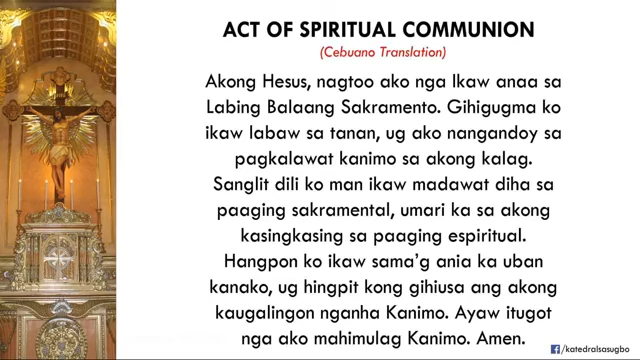 ACT OF SPIRITUAL COMMUNION
(Cebuano Translation)
Akong Hesus, nagtoo ako nga Ikaw anaa sa
Labing Balaang Sakramento. Gihigugma ko
ikaw labaw sa tanan, ug ako nangandoy sa
pagkalawat kanimo sa akong kalag.
Sanglit dili ko man ikaw madawat diha sa
paaging sakramental, umari ka sa akong
kasingkasing sa paaging espiritual.
Hangpon ko ikaw sama'g ania ka uban
kanako, ug hingpit kong gihiusa ang akong
kaugalingon nganha Kanimo. Ayaw itugot
nga ako mahimulag Kanimo. Amen.
/katedralsasugbo